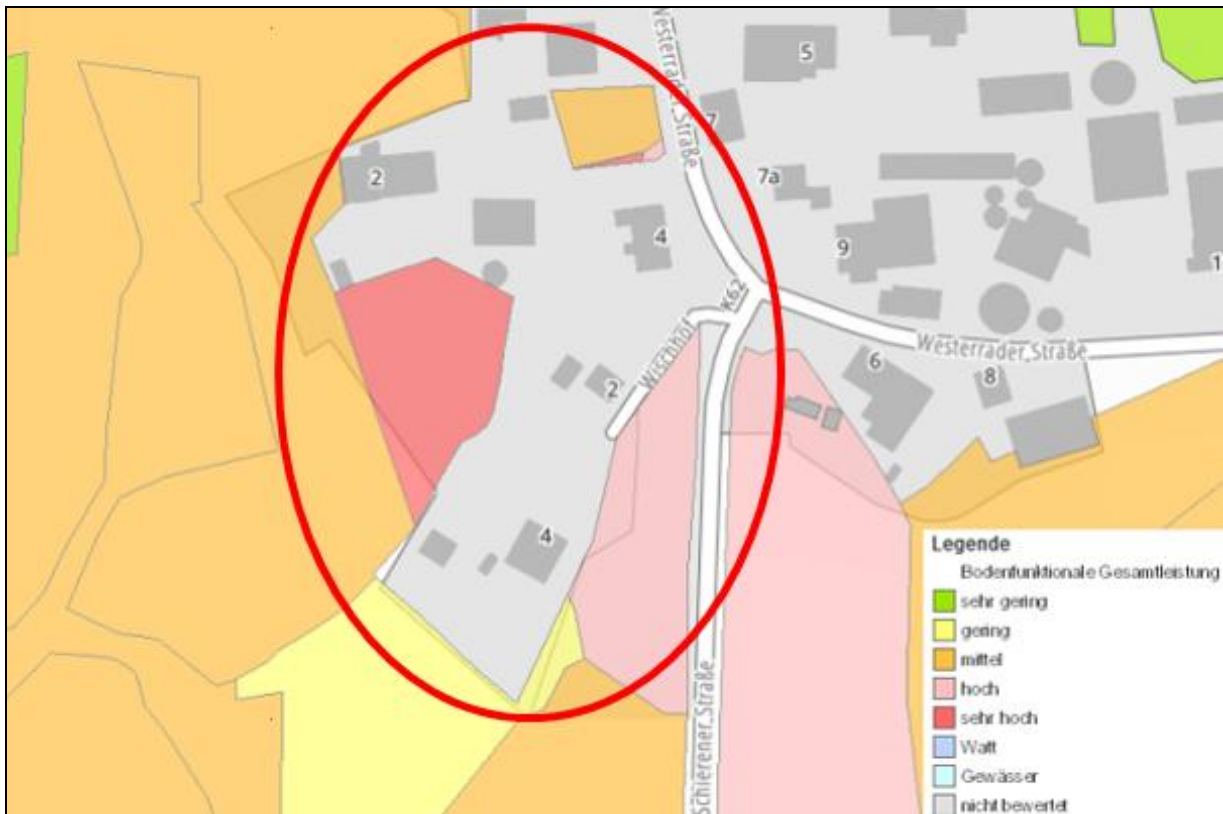 Westerrader Straße
5
7
2
7a
4
9
1
K62
Wischhof
Westerrader Straße
6
8
2
4
Schierener Straße
Legende
Bodenfunktionale Gesamtleistung
sehr gering
gering
mittel
hoch
sehr hoch
Watt
Gewässer
nicht bewertet